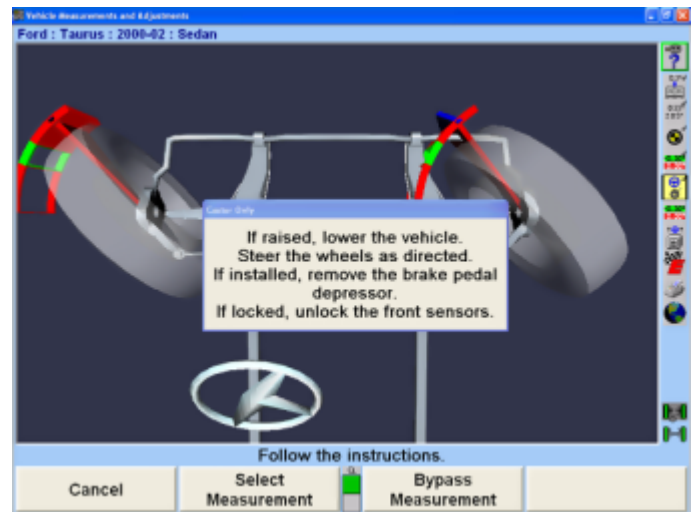 Vehicle Measurements and Adjustments
Ford : Taurus : 2000-02 : Sedan
Caster Only
If raised, lower the vehicle.
Steer the wheels as directed.
If installed, remove the brake pedal
depressor.
If locked, unlock the front sensors.
Follow the instructions.
Cancel
Select
Measurement
Bypass
Measurement